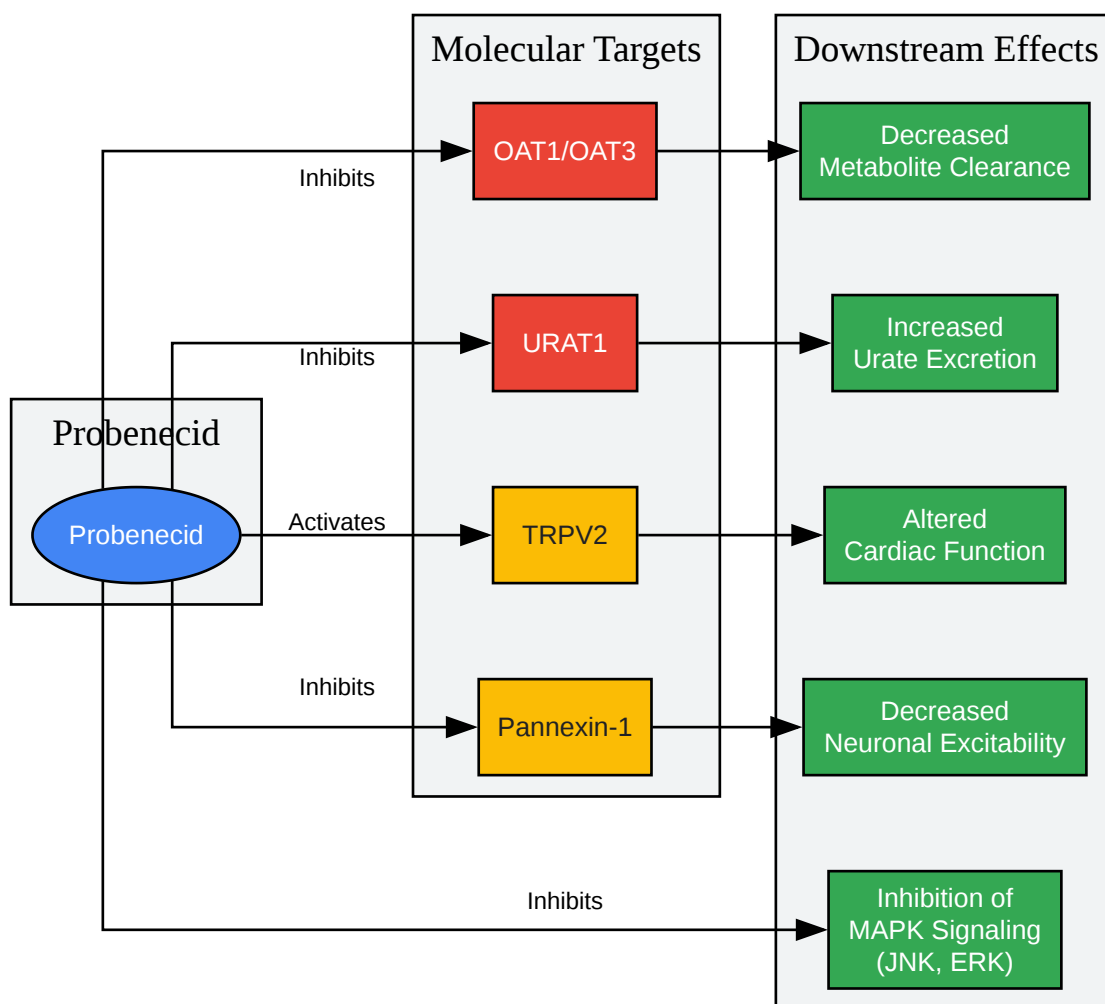 Molecular Targets
Downstream Effects
OAT1/OAT3
Decreased
Metabolite Clearance
Inhibits
URAT1
Increased
Urate Excretion
Inhibits
Probenecid
Probenecid
Activates
TRPV2
Altered
Cardiac Function
Inhibits
Pannexin-1
Decreased
Neuronal Excitability
Inhibits
Inhibition of
MAPK Signaling
(JNK, ERK)